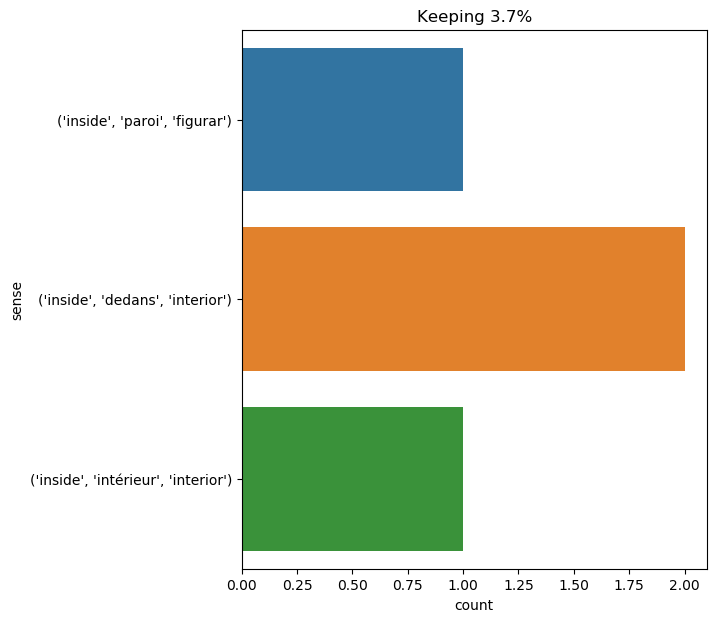 Keeping 3.7%
('inside', 'paroi', 'figurar')
('inside', 'dedans', 'interior')
('inside', 'intérieur', 'interior')
sense
0.00 0.25 0.50 0.75 1.00 1.25 1.50 1.75 2.00
count